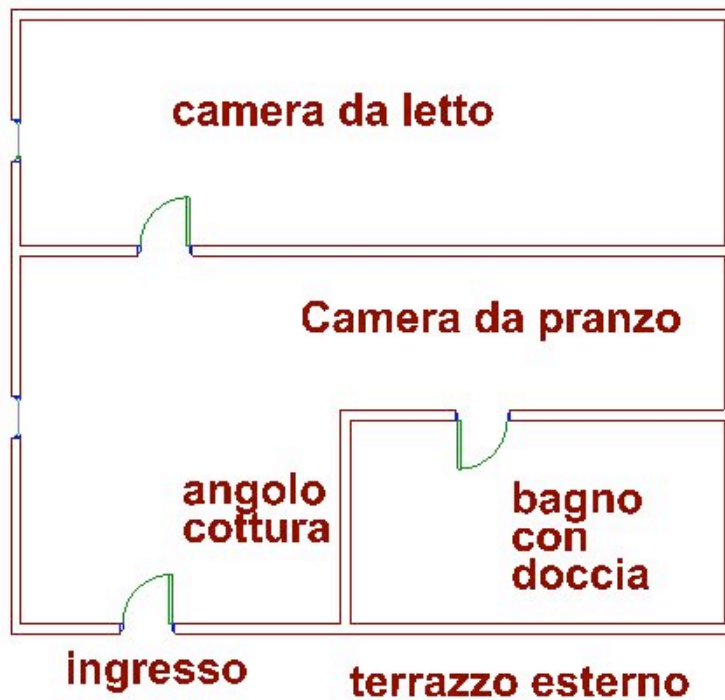 camera da letto
Camera da pranzo
angolo
cottura
bagno
con
doccia
ingresso
terrazzo esterno